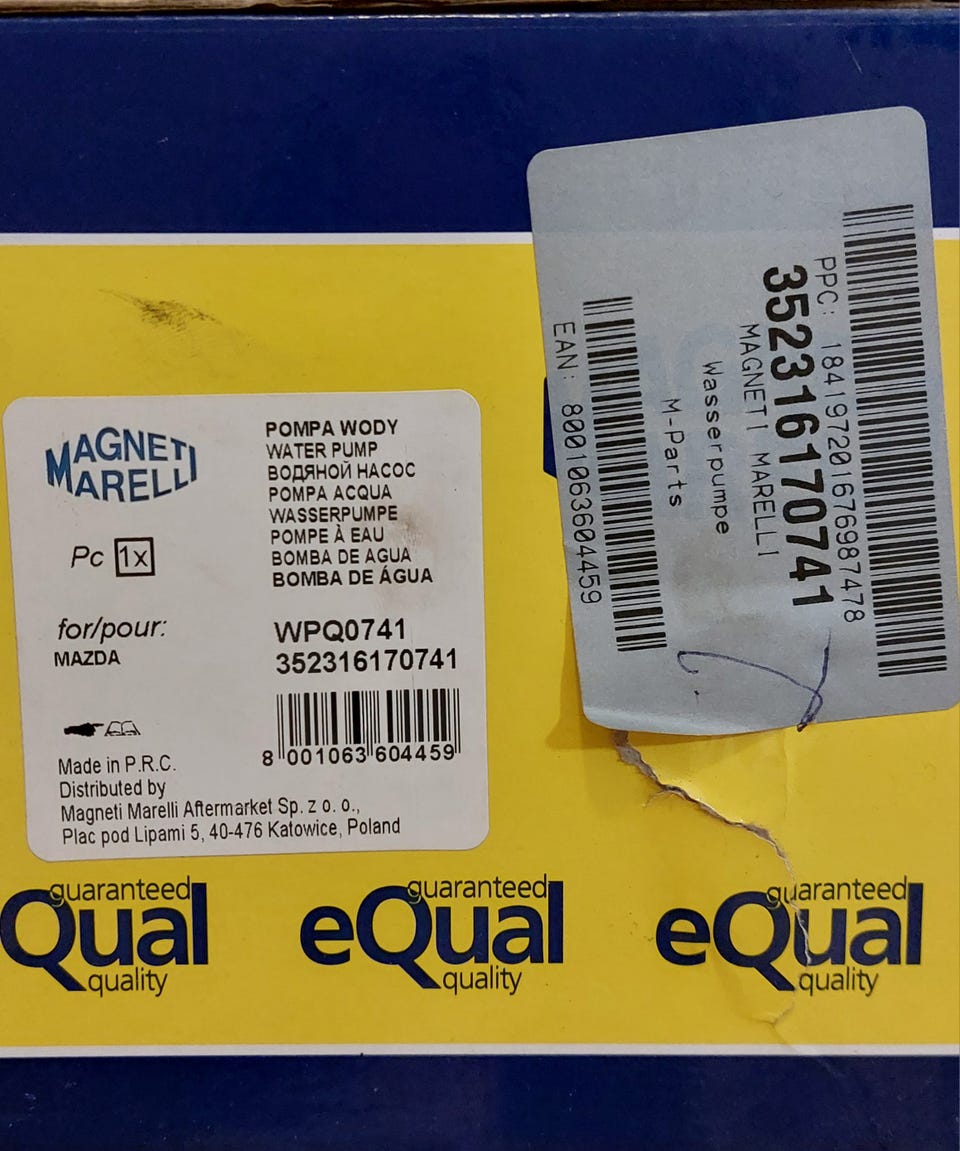 MAGNETI
MARELLI
Pc 1x
for/pour:
MAZDA
POMPA WODY
WATER PUMP
ВОДЯНОЙ НАСОС
POMPA ACQUA
WASSERPUMPE
POMPE À EAU
BOMBA DE AGUA
BOMBA DE ÁGUA
WPQ0741
352316170741
8 001063 604459
Made in P.R.C.
Distributed by
Magneti Marelli Aftermarket Sp. z o. o.,
Plac pod Lipami 5, 40-476 Katowice, Poland
PPC: 184197201676987478
352316170741
MAGNETI MARELLI
Wasserpumpe
M-Parts
EAN: 8001063604459
guaranteed
Qual
quality
guaranteed
eQual
quality
guaranteed
eQual
quality